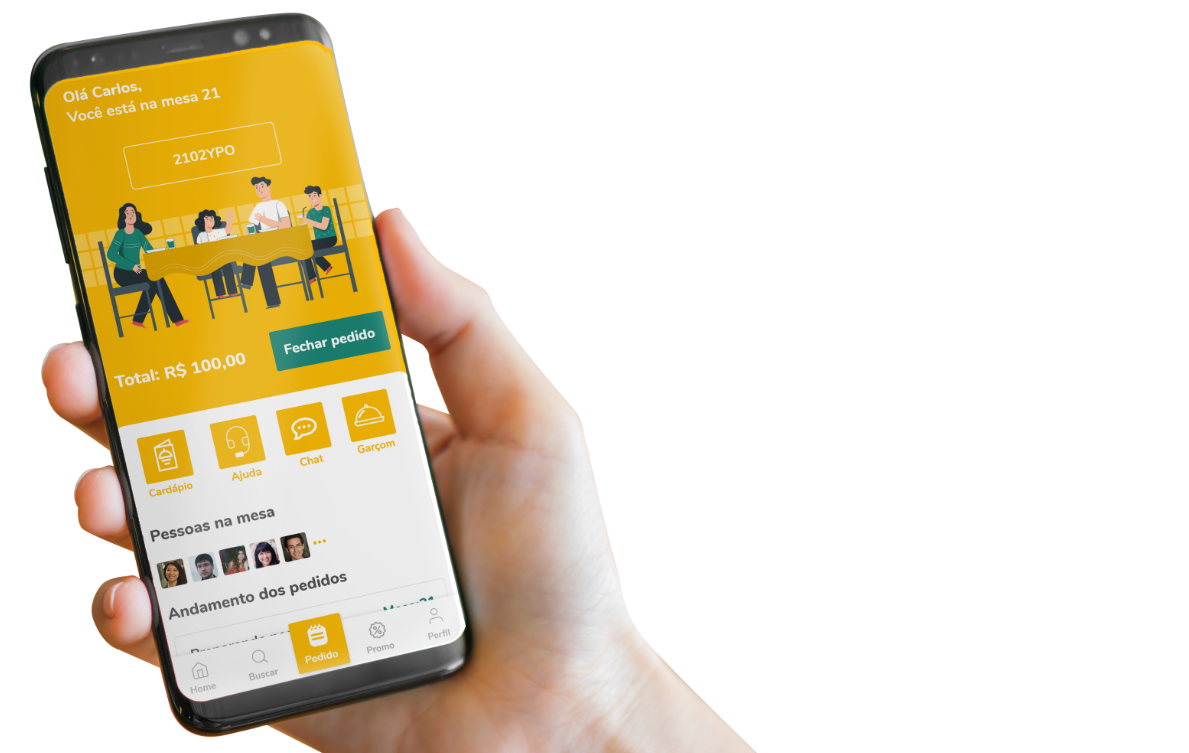 Olá Carlos,
Você está na mesa 21
2102YPO
Total: R$ 100,00
Fechar pedido
Cardápio
Ajuda
Chat
Garçom
Pessoas na mesa
Andamento dos pedidos
Home
Buscar
Pedido
Promo
Perfil